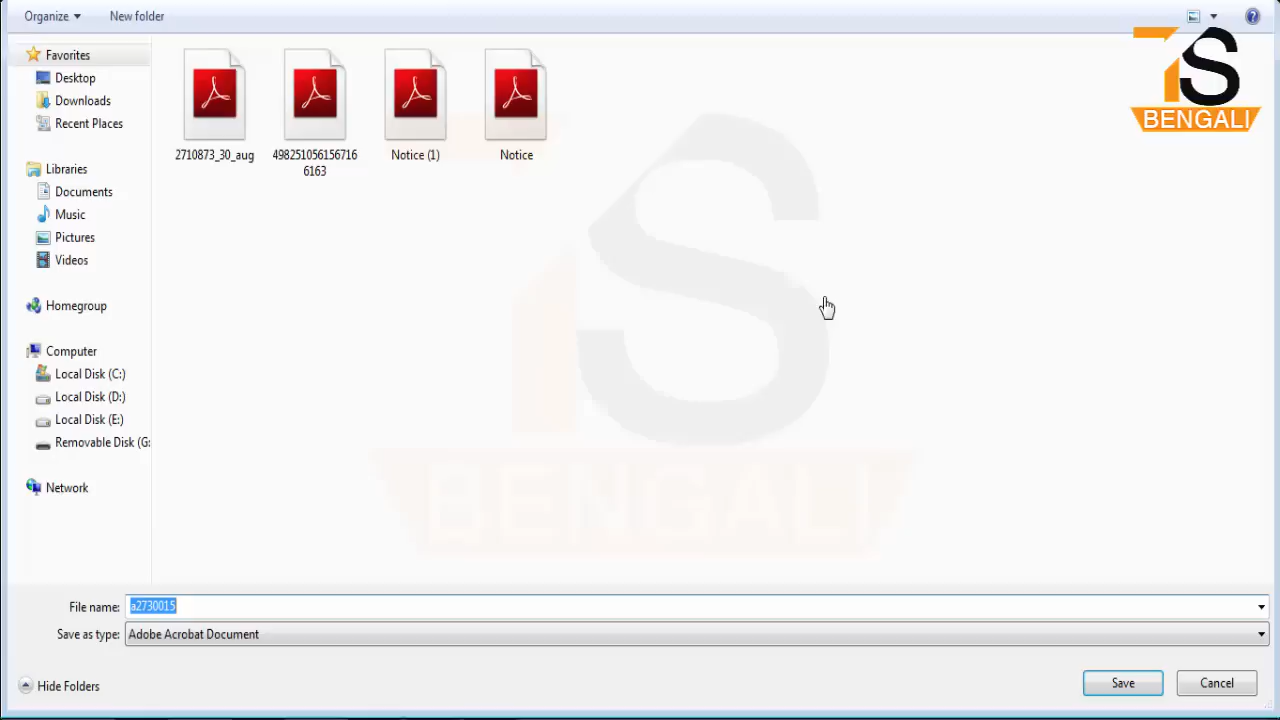 Organize
New folder
TS
BENGALI
Favorites
Desktop
Downloads
Recent Places
Libraries
Documents
Music
Pictures
Videos
Homegroup
Computer
Local Disk (C:)
Local Disk (D:)
Local Disk (E:)
Removable Disk (G:
Network
2710873_30_aug
498251056156716
6163
Notice (1)
Notice
S
BENGALI
File name: a2730015
Save as type: Adobe Acrobat Document
Hide Folders
Save
Cancel